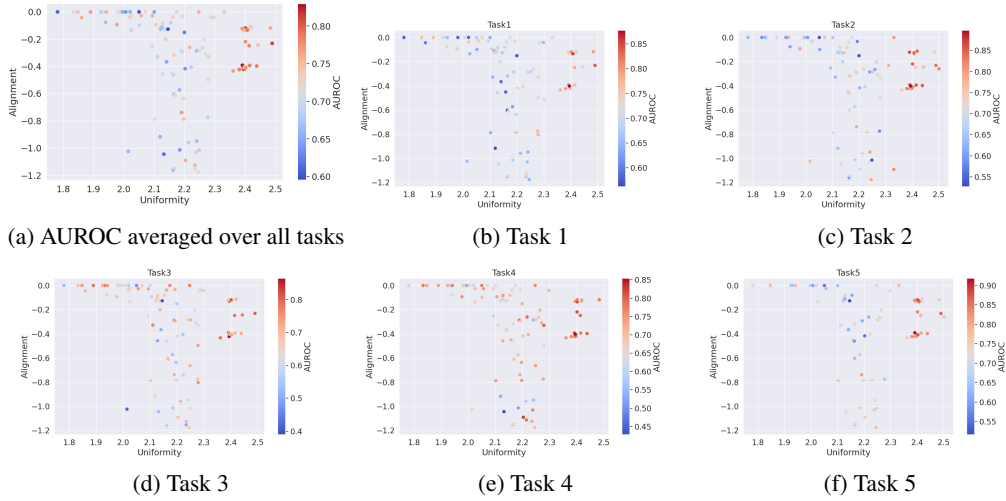 0.0
−0.2
−0.4
−0.6
−0.8
−1.0
−1.2
Alignment
1.8 1.9 2.0 2.1 2.2 2.3 2.4 2.5
Uniformity
0.80
0.75
0.70
0.65
0.60
AUROC
(a) AUROC averaged over all tasks
Task1
0.0
−0.2
−0.4
−0.6
−0.8
−1.0
−1.2
Alignment
1.8 1.9 2.0 2.1 2.2 2.3 2.4 2.5
Uniformity
0.85
0.80
0.75
0.70
0.65
0.60
AUROC
(b) Task 1
Task2
0.0
−0.2
−0.4
−0.6
−0.8
−1.0
−1.2
Alignment
1.8 1.9 2.0 2.1 2.2 2.3 2.4 2.5
Uniformity
0.85
0.80
0.75
0.70
0.65
0.60
0.55
AUROC
(c) Task 2
Task3
0.0
−0.2
−0.4
−0.6
−0.8
−1.0
−1.2
Alignment
1.8 1.9 2.0 2.1 2.2 2.3 2.4 2.5
Uniformity
0.8
0.7
0.6
0.5
0.4
AUROC
(d) Task 3
Task4
0.0
−0.2
−0.4
−0.6
−0.8
−1.0
−1.2
Alignment
1.8 1.9 2.0 2.1 2.2 2.3 2.4 2.5
Uniformity
0.85
0.80
0.75
0.70
0.65
0.60
0.55
0.50
0.45
AUROC
(e) Task 4
Task5
0.0
−0.2
−0.4
−0.6
−0.8
−1.0
−1.2
Alignment
1.8 1.9 2.0 2.1 2.2 2.3 2.4 2.5
Uniformity
0.90
0.85
0.80
0.75
0.70
0.65
0.60
0.55
AUROC
(f) Task 5